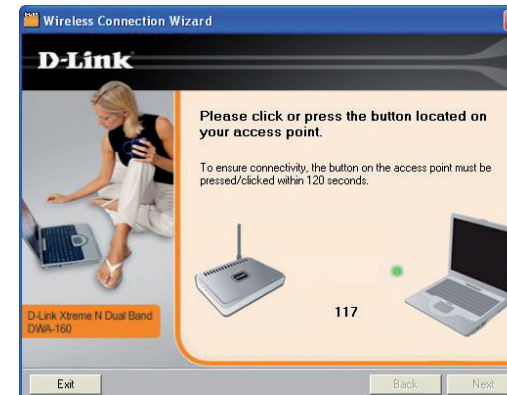 Wireless Connection Wizard
D-Link
Please click or press the button located on
your access point.
To ensure connectivity, the button on the access point must be
pressed/clicked within 120 seconds.
117
D-Link Xtreme N Dual Band
DWA-160
Exit
Back
Next